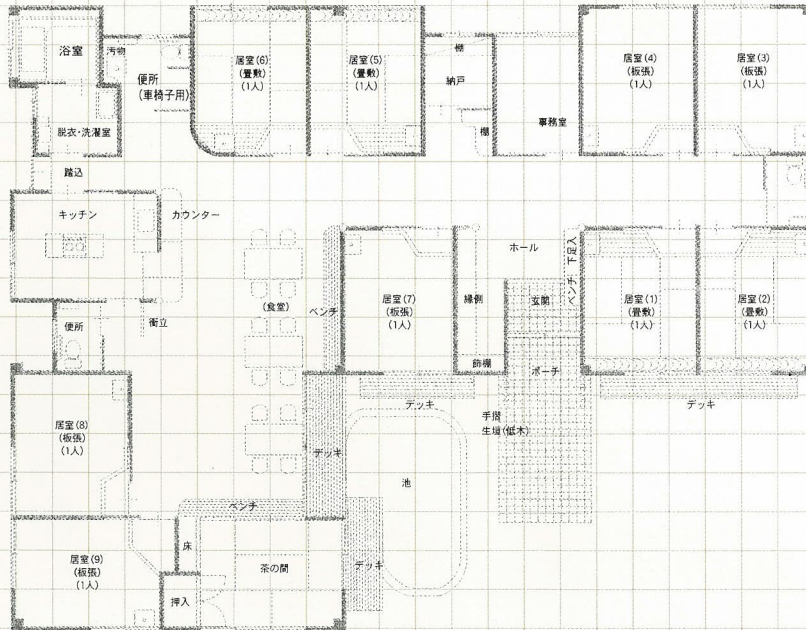 浴室
汚物
便所
(車椅子用)
居室(6)
(畳敷)
(1人)
居室(5)
(畳敷)
(1人)
棚
納戸
棚
事務室
居室(4)
(板張)
(1人)
居室(3)
(板張)
(1人)
脱衣・洗濯室
踏込
キッチン
カウンター
(食堂)
ベンチ
居室(7)
(板張)
(1人)
縁側
飾棚
ホール
玄関
ベンチ 下足入
居室(1)
(畳敷)
(1人)
居室(2)
(畳敷)
(1人)
便所
衝立
ポーチ
デッキ
デッキ
手摺
生垣(低木)
居室(8)
(板張)
(1人)
デッキ
池
ベンチ
床
茶の間
デッキ
居室(9)
(板張)
(1人)
押入